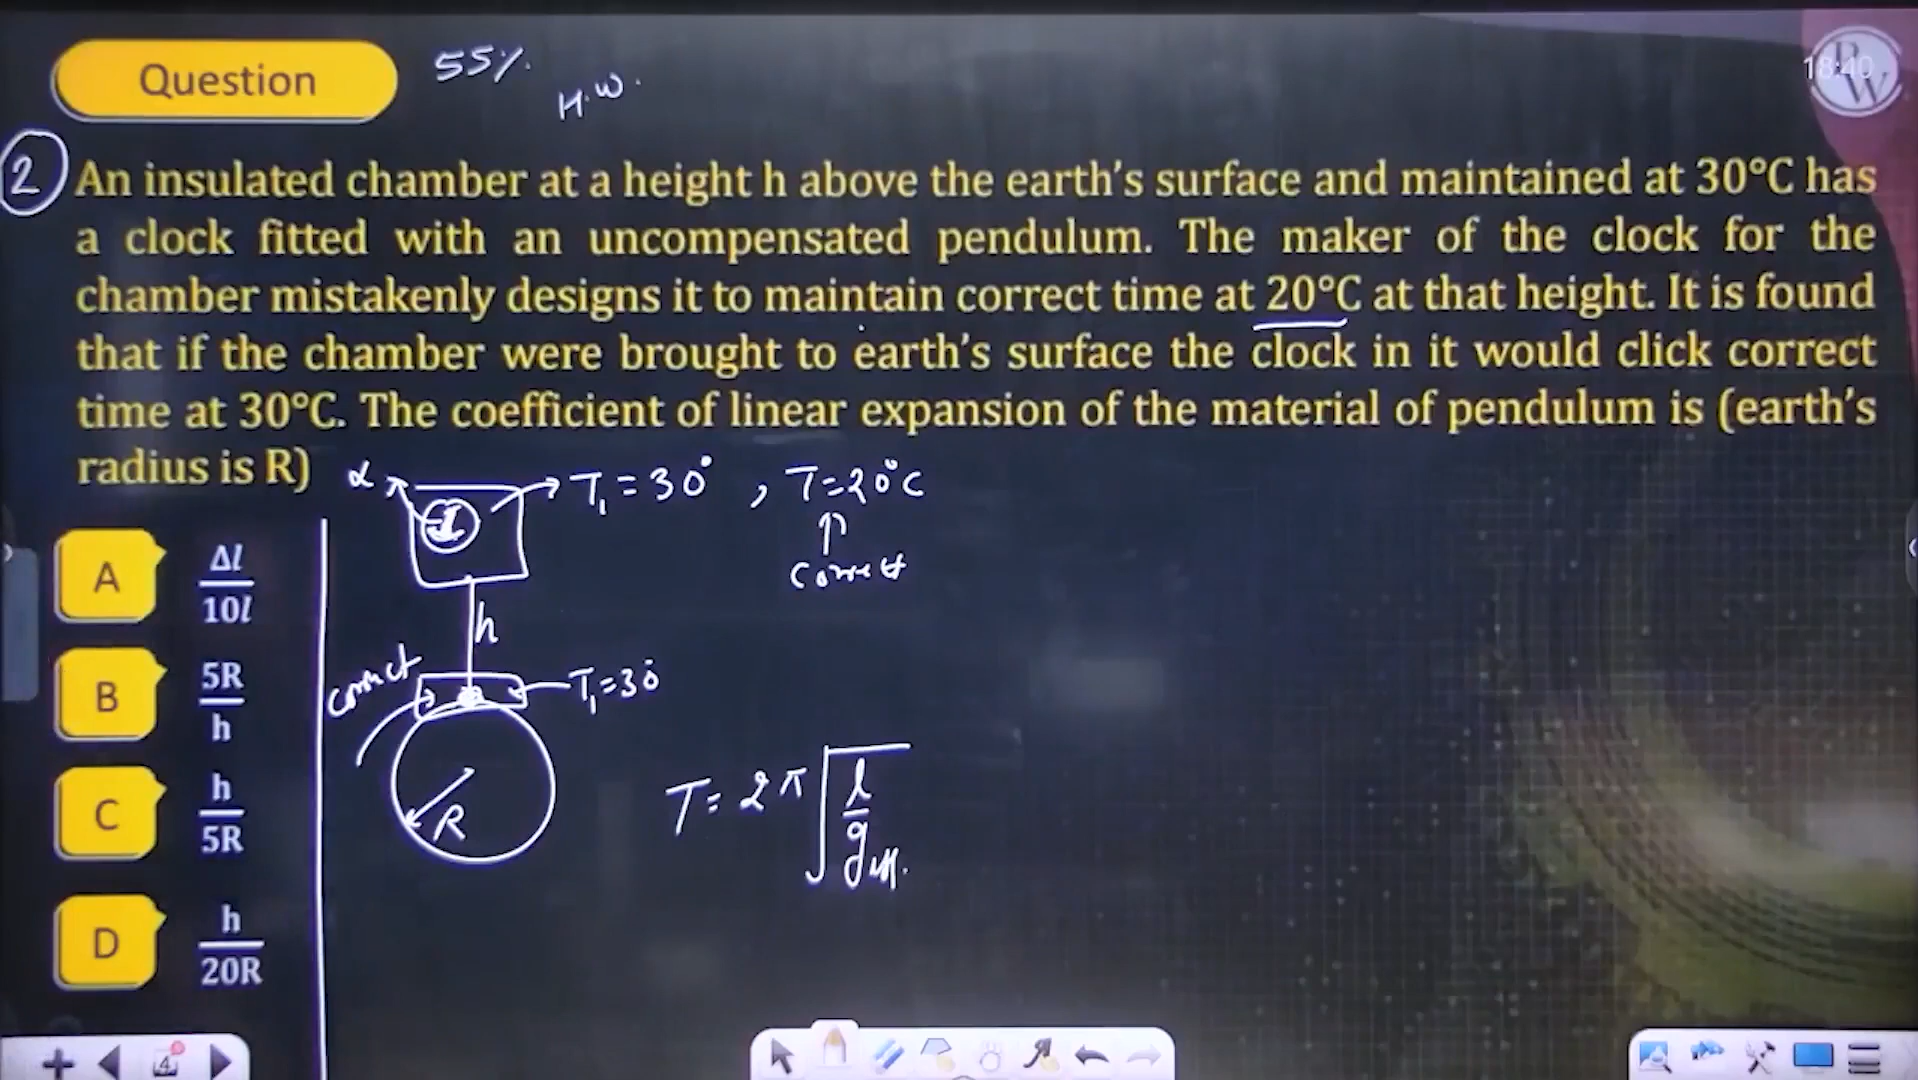 Question
55%.
H.W.
18:40
PW
2 An insulated chamber at a height h above the earth's surface and maintained at 30°C has
a clock fitted with an uncompensated pendulum. The maker of the clock for the
chamber mistakenly designs it to maintain correct time at 20°C at that height. It is found
that if the chamber were brought to earth's surface the clock in it would click correct
time at 30°C. The coefficient of linear expansion of the material of pendulum is (earth's
radius is R)
α T₁ = 30° , T = 20°C
correct
h
correct T₁ = 30°
R
T = 2π √(l/g eff.)
A Δl/10l
B 5R/h
C h/5R
D h/20R
4